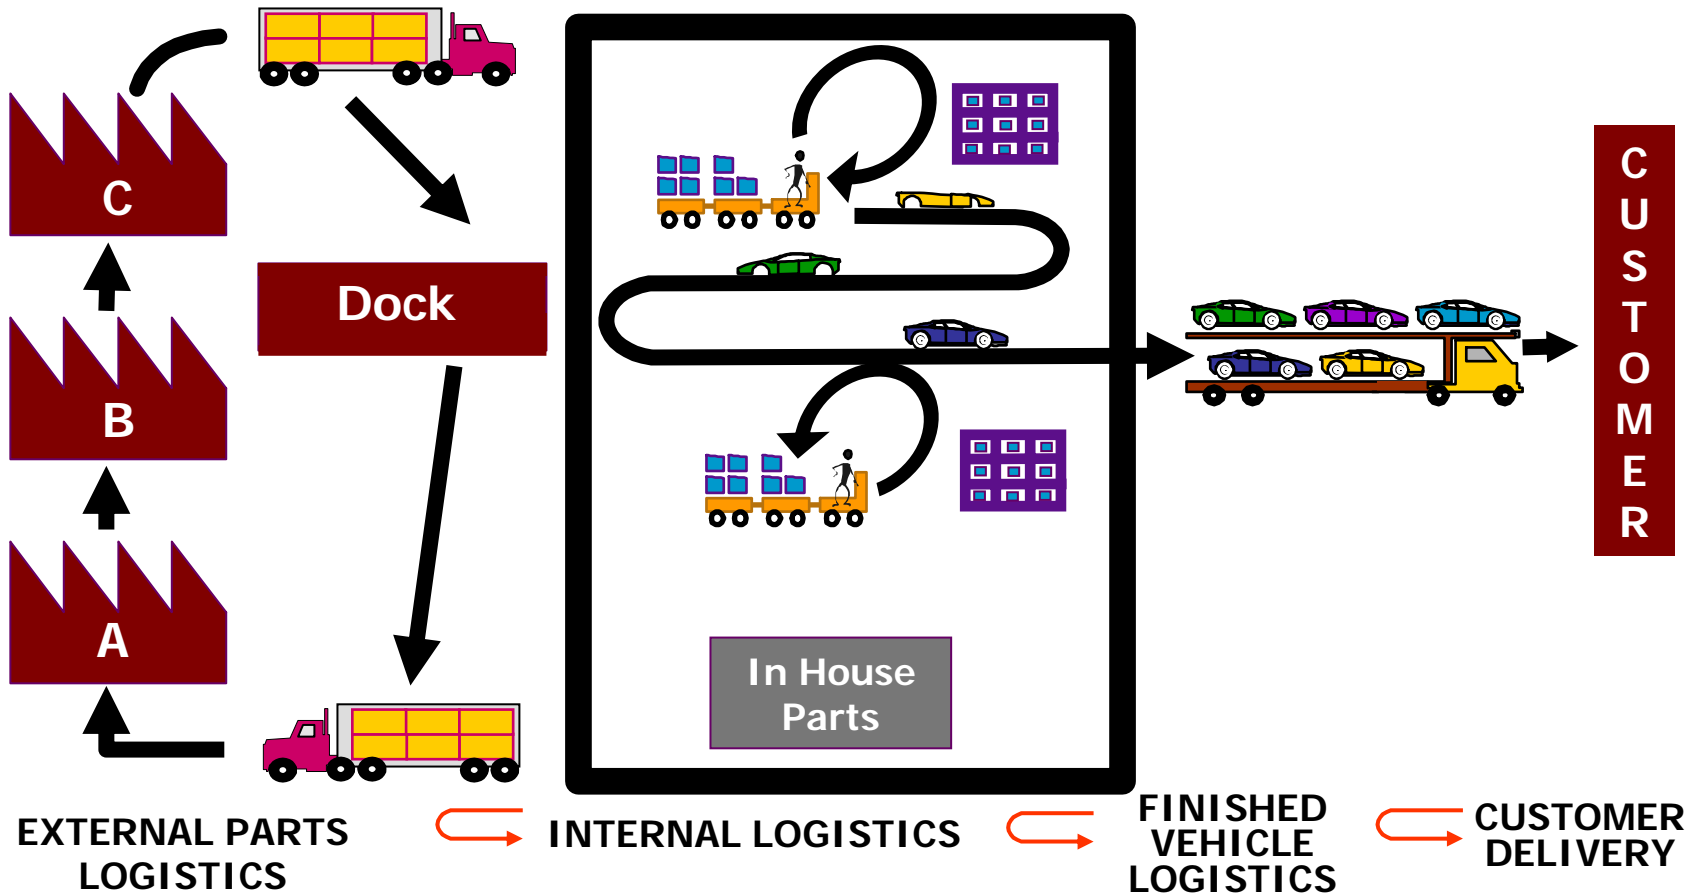 C
B
A
Dock
In House
Parts
C
U
S
T
O
M
E
R
EXTERNAL PARTS
LOGISTICS
INTERNAL LOGISTICS
FINISHED
VEHICLE
LOGISTICS
CUSTOMER
DELIVERY